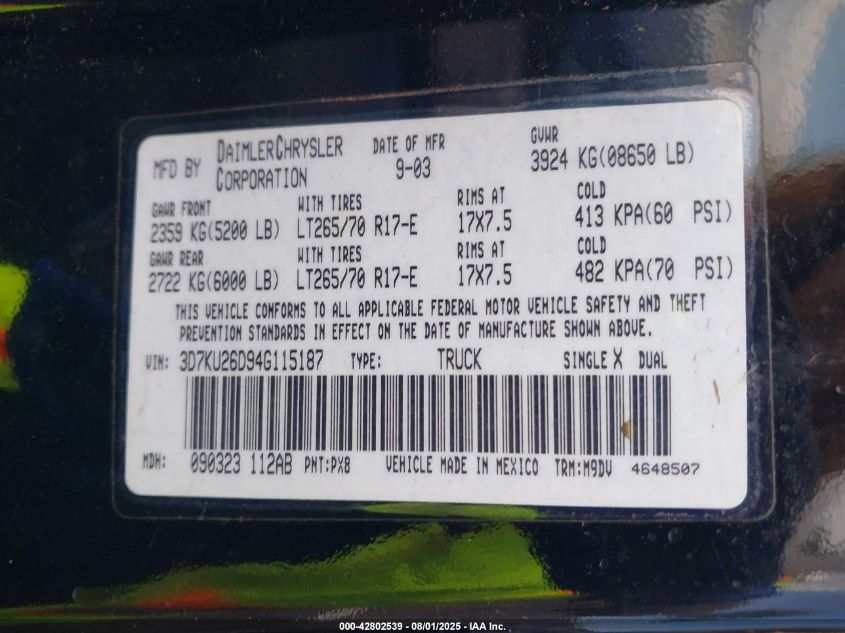 MFD BY DAIMLERCHRYSLER CORPORATION DATE OF MFR 9-03 GVWR 3924 KG(08650 LB)
GAWR FRONT WITH TIRES RIMS AT COLD
2359 KG(5200 LB) LT265/70 R17-E 17X7.5 413 KPA(60 PSI)
GAWR REAR WITH TIRES RIMS AT COLD
2722 KG(6000 LB) LT265/70 R17-E 17X7.5 482 KPA(70 PSI)
THIS VEHICLE CONFORMS TO ALL APPLICABLE FEDERAL MOTOR VEHICLE SAFETY AND THEFT
PREVENTION STANDARDS IN EFFECT ON THE DATE OF MANUFACTURE SHOWN ABOVE.
VIN: 3D7KU26D94G115187 TYPE: TRUCK SINGLE X DUAL
MDH: 090323 112AB PNT:PX8 VEHICLE MADE IN MEXICO TRM:M9DV 4648507
000-42802539 - 08/01/2025 - IAA Inc.